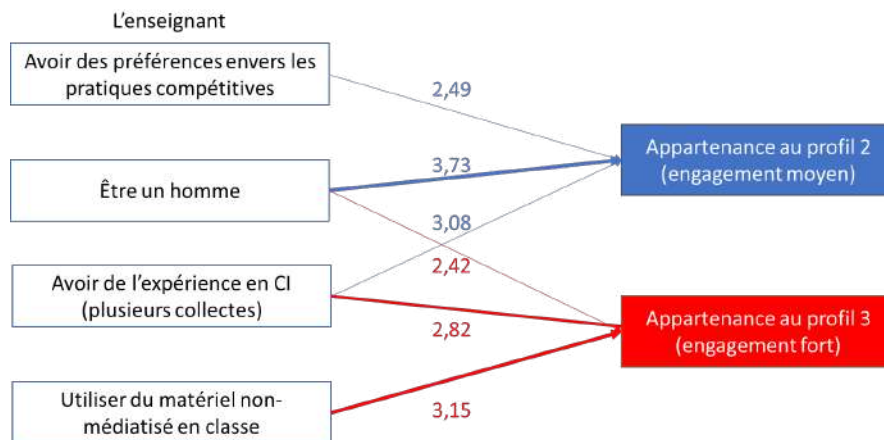 L'enseignant
Avoir des préférences envers les
pratiques compétitives
2,49
Appartenance au profil 2
(engagement moyen)
Être un homme
3,73
3,08
2,42
Avoir de l'expérience en CI
(plusieurs collectes)
2,82
Appartenance au profil 3
(engagement fort)
Utiliser du matériel non-
médiatisé en classe
3,15